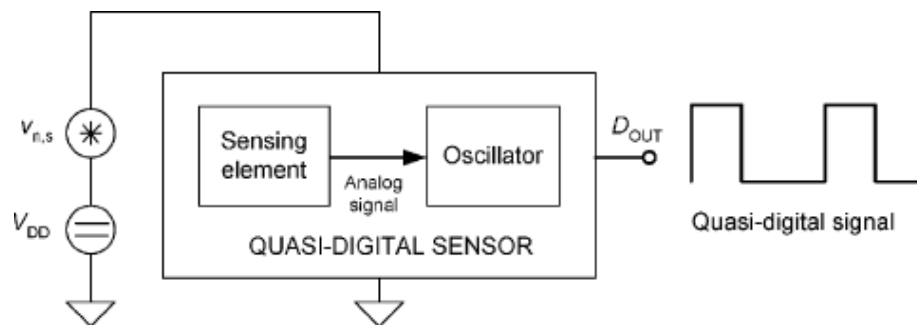 v_n,s
V_DD
Sensing
element
Analog
signal
Oscillator
QUASI-DIGITAL SENSOR
D_OUT
Quasi-digital signal